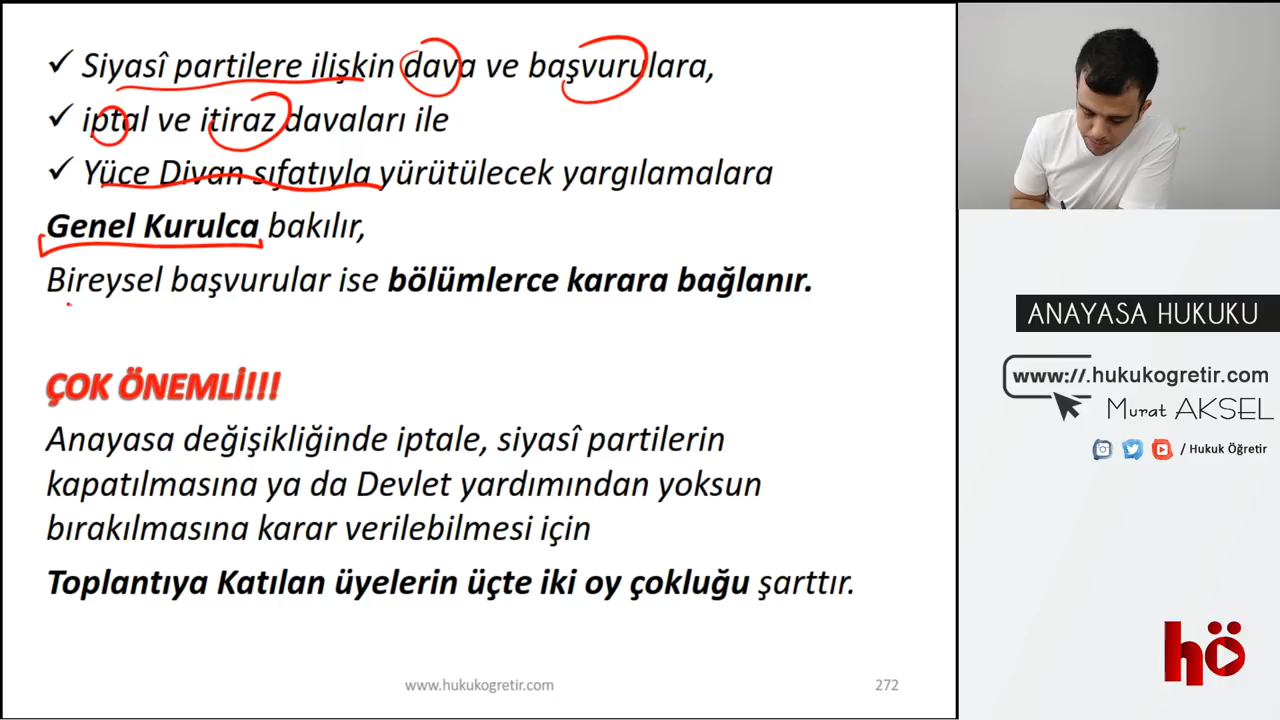 ✓ Siyasî partilere ilişkin dava ve başvurulara,
✓ iptal ve itiraz davaları ile
✓ Yüce Divan sıfatıyla yürütülecek yargılamalara
Genel Kurulca bakılır,
Bireysel başvurular ise bölümlerce karara bağlanır.
ÇOK ÖNEMLİ!!!
Anayasa değişikliğinde iptale, siyasî partilerin
kapatılmasına ya da Devlet yardımından yoksun
bırakılmasına karar verilebilmesi için
Toplantıya Katılan üyelerin üçte iki oy çokluğu şarttır.
www.hukukogretir.com
272
ANAYASA HUKUKU
www://.hukukogretir.com
Murat AKSEL
/ Hukuk Öğretir
hö